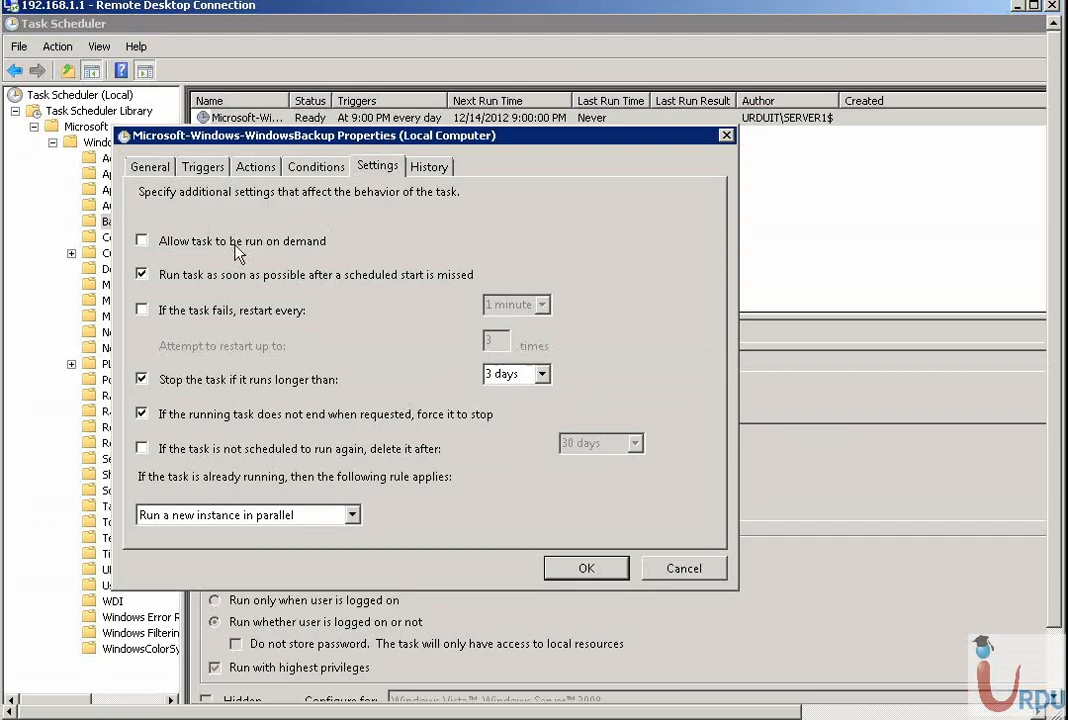 192.168.1.1 - Remote Desktop Connection
Task Scheduler
File Action View Help
Task Scheduler (Local)
Task Scheduler Library
Microsoft
Windo
Name Status Triggers Next Run Time Last Run Time Last Run Result Author Created
Microsoft-Wi... Ready At 9:00 PM every day 12/14/2012 9:00:00 PM Never URDUIT\SERVER1$
Microsoft-Windows-WindowsBackup Properties (Local Computer)
General Triggers Actions Conditions Settings History
Specify additional settings that affect the behavior of the task.
Allow task to be run on demand
Run task as soon as possible after a scheduled start is missed
If the task fails, restart every: 1 minute
Attempt to restart up to: 3 times
Stop the task if it runs longer than: 3 days
If the running task does not end when requested, force it to stop
If the task is not scheduled to run again, delete it after: 30 days
If the task is already running, then the following rule applies:
Run a new instance in parallel
OK Cancel
WDI
Windows Error R
Windows Filterin
WindowsColorSy
Run only when user is logged on
Run whether user is logged on or not
Do not store password. The task will only have access to local resources
Run with highest privileges
Hidden Configure for: Windows Vista™, Windows Server™ 2008
URDU